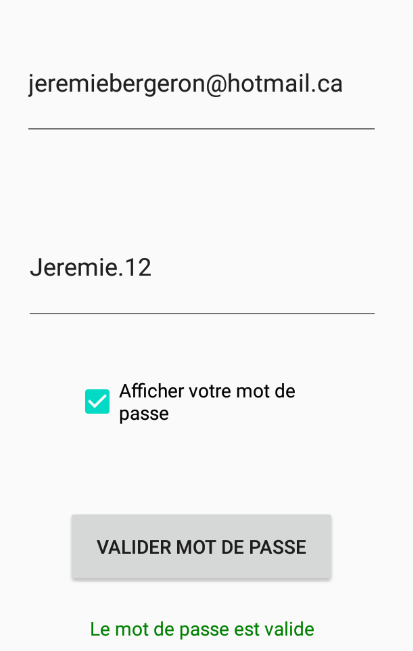 jeremiebergeron@hotmail.ca
Jeremie.12
Afficher votre mot de
passe
VALIDER MOT DE PASSE
Le mot de passe est valide